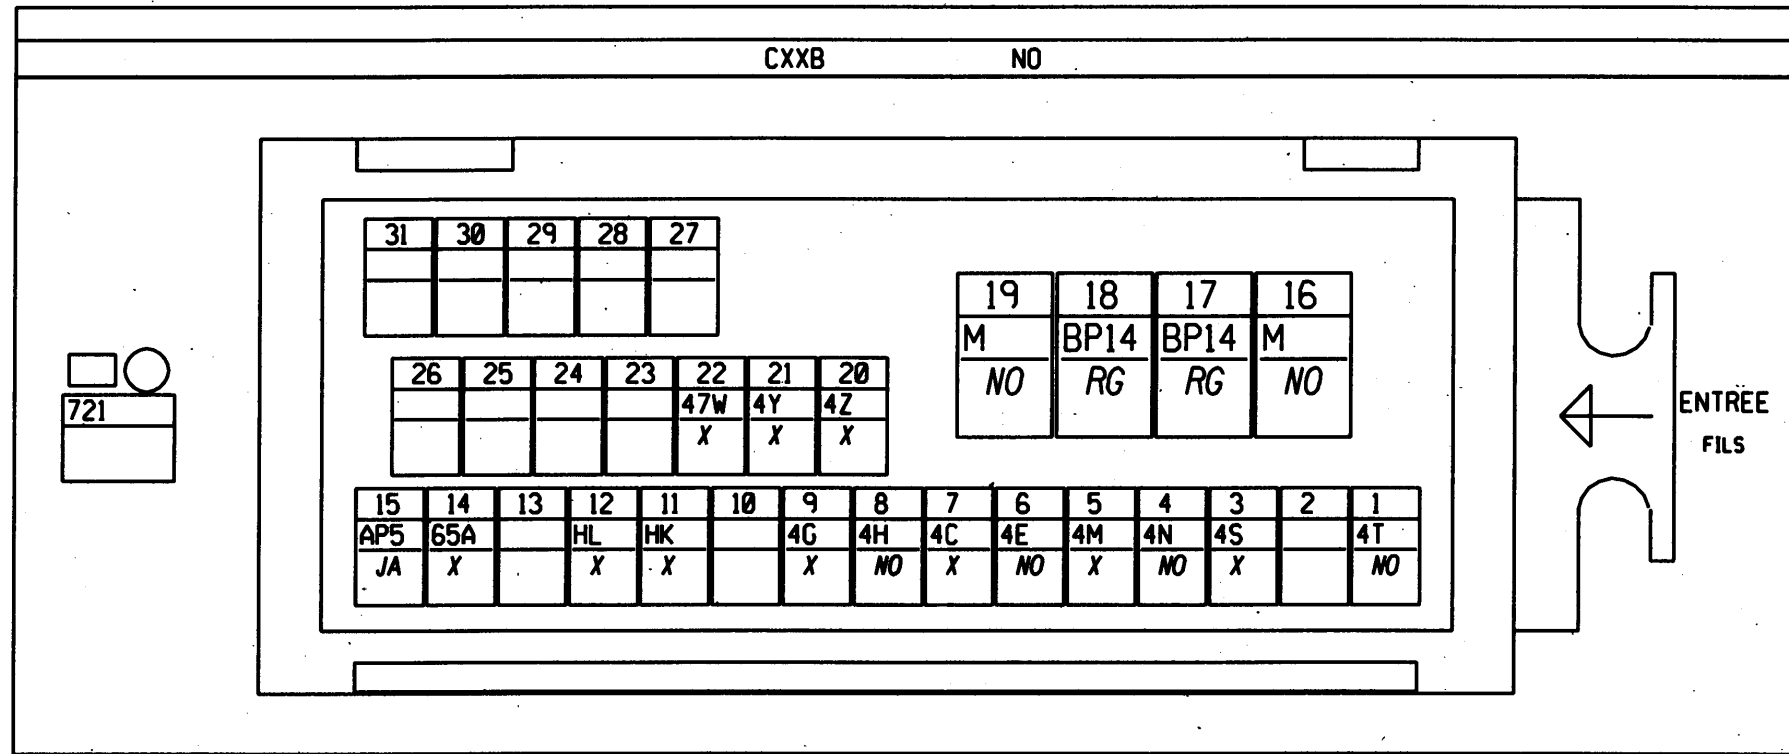 CXXB NO
31 30 29 28 27
19 18 17 16
M BP14 BP14 M
NO RG RG NO
26 25 24 23 22 21 20
47W 4Y 4Z
X X X
721
ENTREE
FILS
15 14 13 12 11 10 9 8 7 6 5 4 3 2 1
AP5 65A HL HK 4G 4H 4C 4E 4M 4N 4S 4T
JA X X X X NO X NO X NO X NO